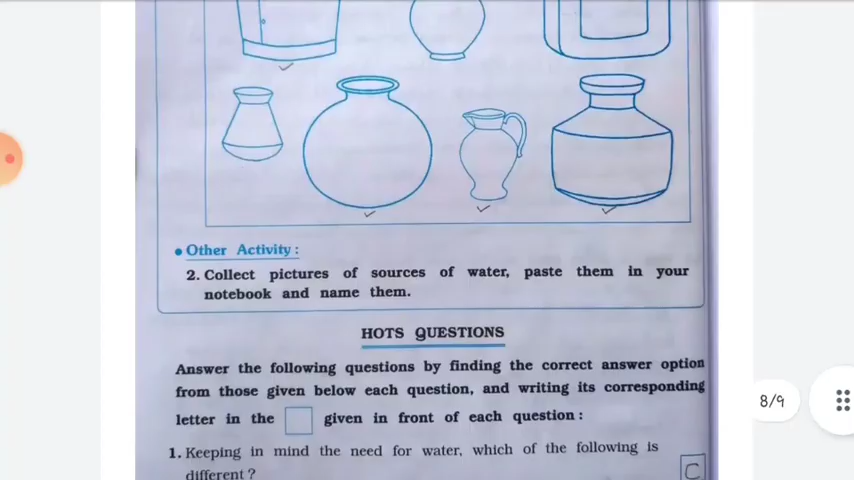 • Other Activity :
2. Collect pictures of sources of water, paste them in your
notebook and name them.
HOTS QUESTIONS
Answer the following questions by finding the correct answer option
from those given below each question, and writing its corresponding
letter in the given in front of each question :
1. Keeping in mind the need for water, which of the following is
different ?
C
8/9